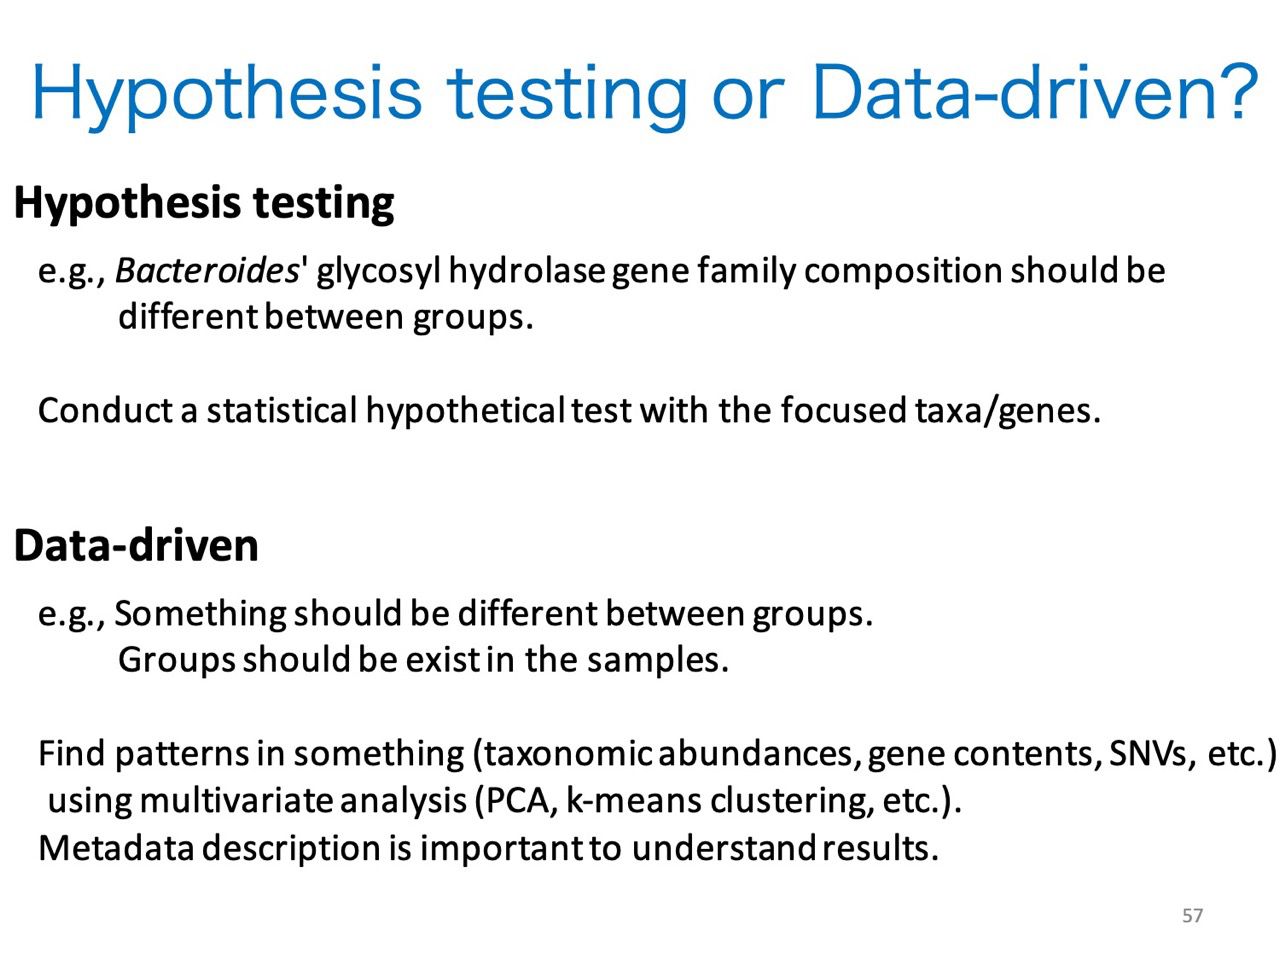 Hypothesis testing or Data-driven?
Hypothesis testing
e.g., Bacteroides' glycosyl hydrolase gene family composition should be
different between groups.
Conduct a statistical hypothetical test with the focused taxa/genes.
Data-driven
e.g., Something should be different between groups.
Groups should be exist in the samples.
Find patterns in something (taxonomic abundances, gene contents, SNVs, etc.)
using multivariate analysis (PCA, k-means clustering, etc.).
Metadata description is important to understand results.
57